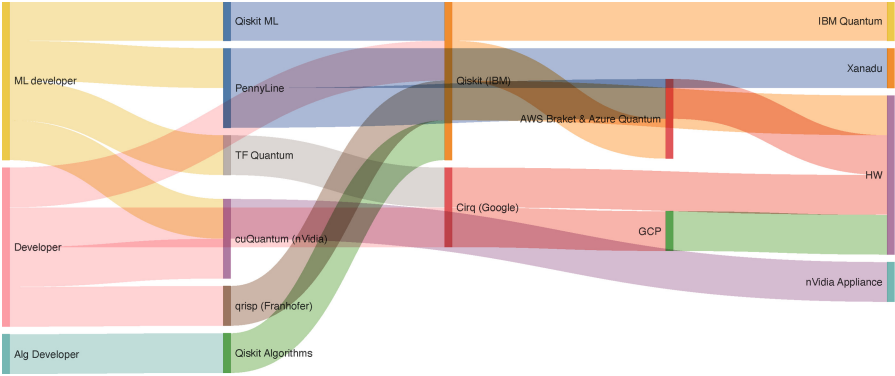 Qiskit ML
IBM Quantum
Xanadu
ML developer
Qiskit (IBM)
PennyLine
AWS Braket & Azure Quantum
TF Quantum
HW
Cirq (Google)
GCP
cuQuantum (nVidia)
Developer
nVidia Appliance
qrisp (Franhofer)
Alg Developer
Qiskit Algorithms